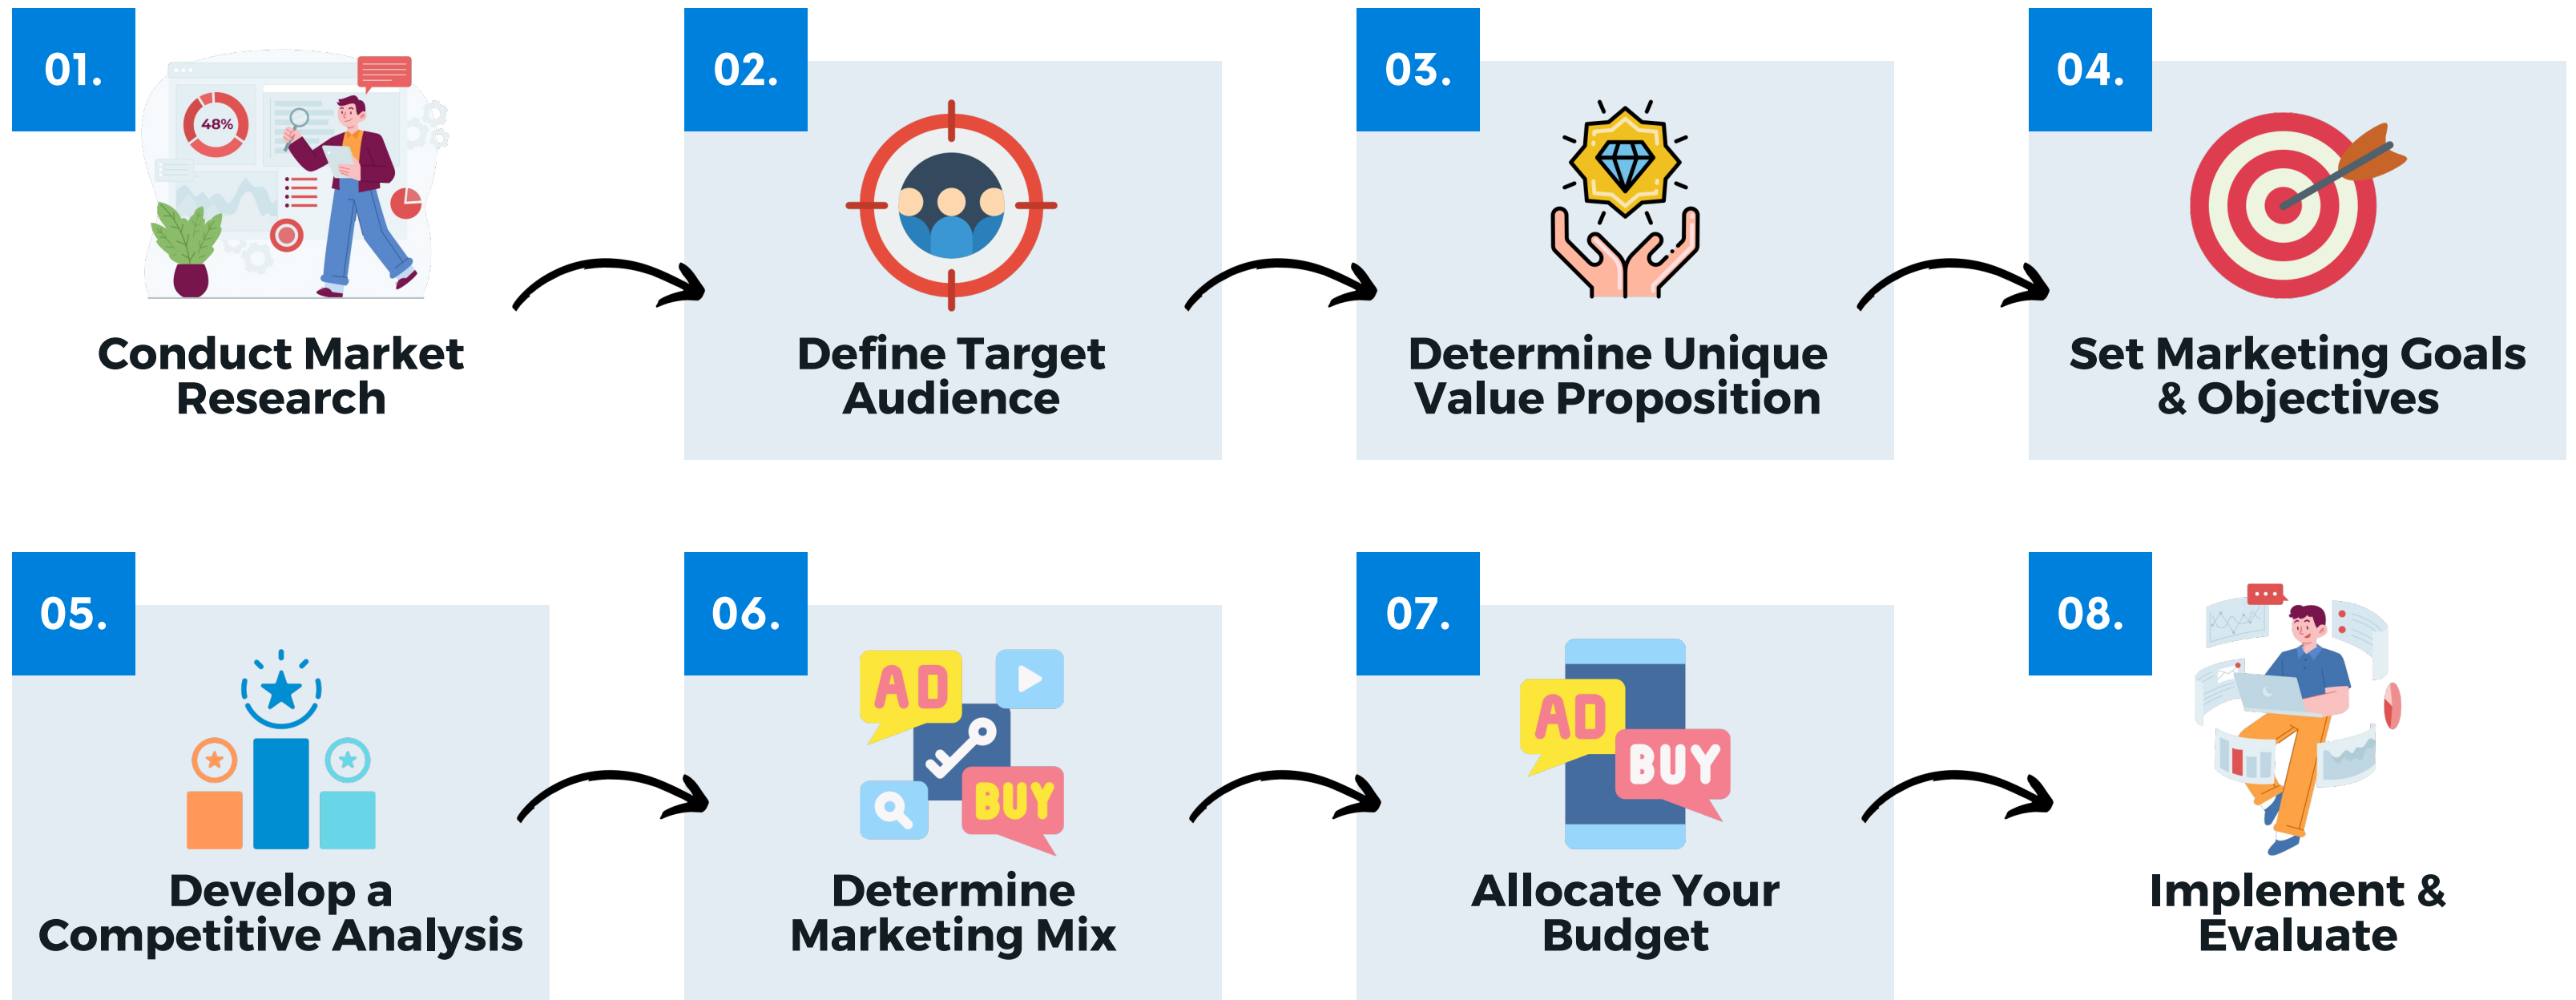 01.
48%
Conduct Market
Research
02.
Define Target
Audience
03.
Determine Unique
Value Proposition
04.
Set Marketing Goals
& Objectives
05.
Develop a
Competitive Analysis
06.
AD
BUY
Determine
Marketing Mix
07.
AD
BUY
Allocate Your
Budget
08.
Implement &
Evaluate